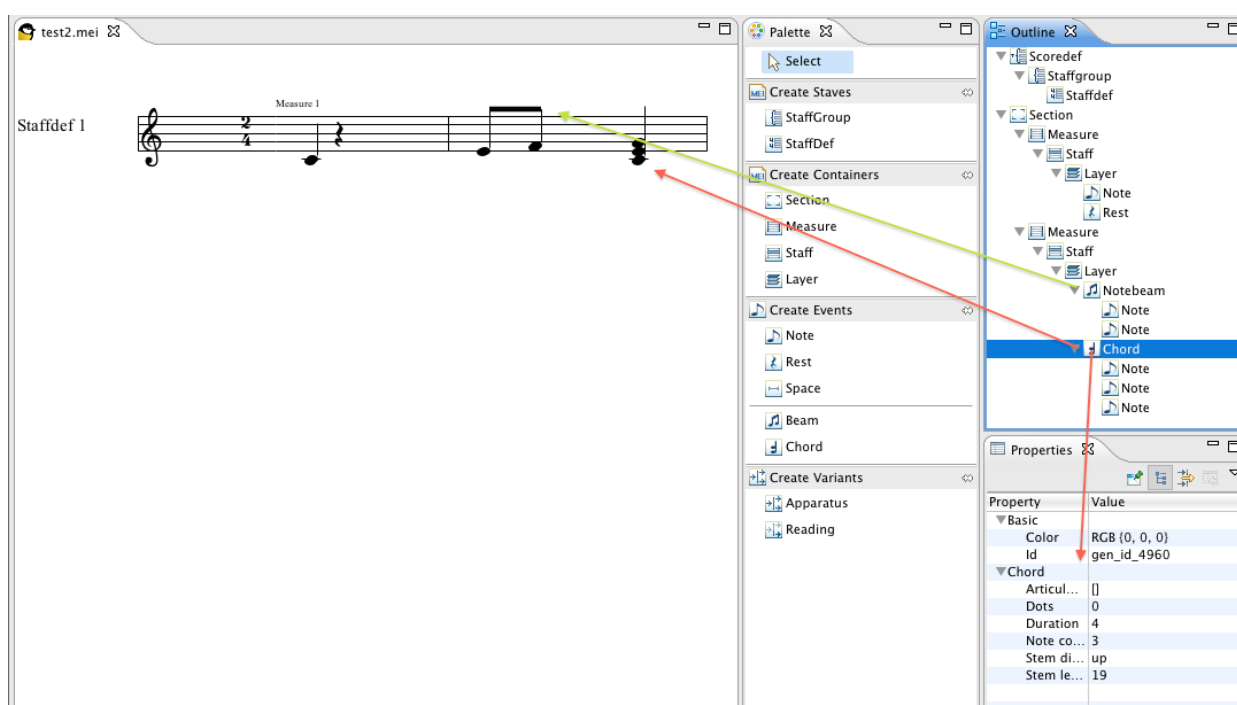 test2.mei
Measure 1
Staffdef 1
2
4
Palette
Select
Create Staves
StaffGroup
StaffDef
Create Containers
Section
Measure
Staff
Layer
Create Events
Note
Rest
Space
Beam
Chord
Create Variants
Apparatus
Reading
Outline
Scoredef
Staffgroup
Staffdef
Section
Measure
Staff
Layer
Note
Rest
Measure
Staff
Layer
Notebeam
Note
Note
Chord
Note
Note
Note
Properties
Property Value
Basic
Color RGB {0, 0, 0}
Id gen_id_4960
Chord
Articul... []
Dots 0
Duration 4
Note co... 3
Stem di... up
Stem le... 19